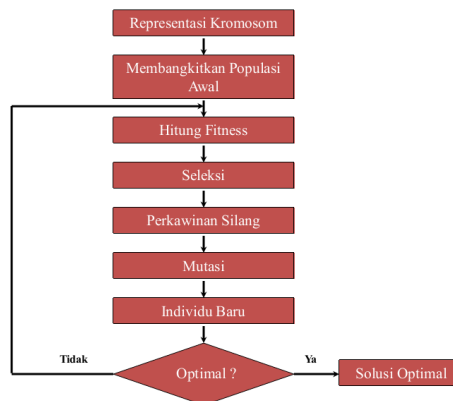 Representasi Kromosom
Membangkitkan Populasi
Awal
Hitung Fitness
Seleksi
Perkawinan Silang
Mutasi
Individu Baru
Tidak
Optimal ?
Ya
Solusi Optimal